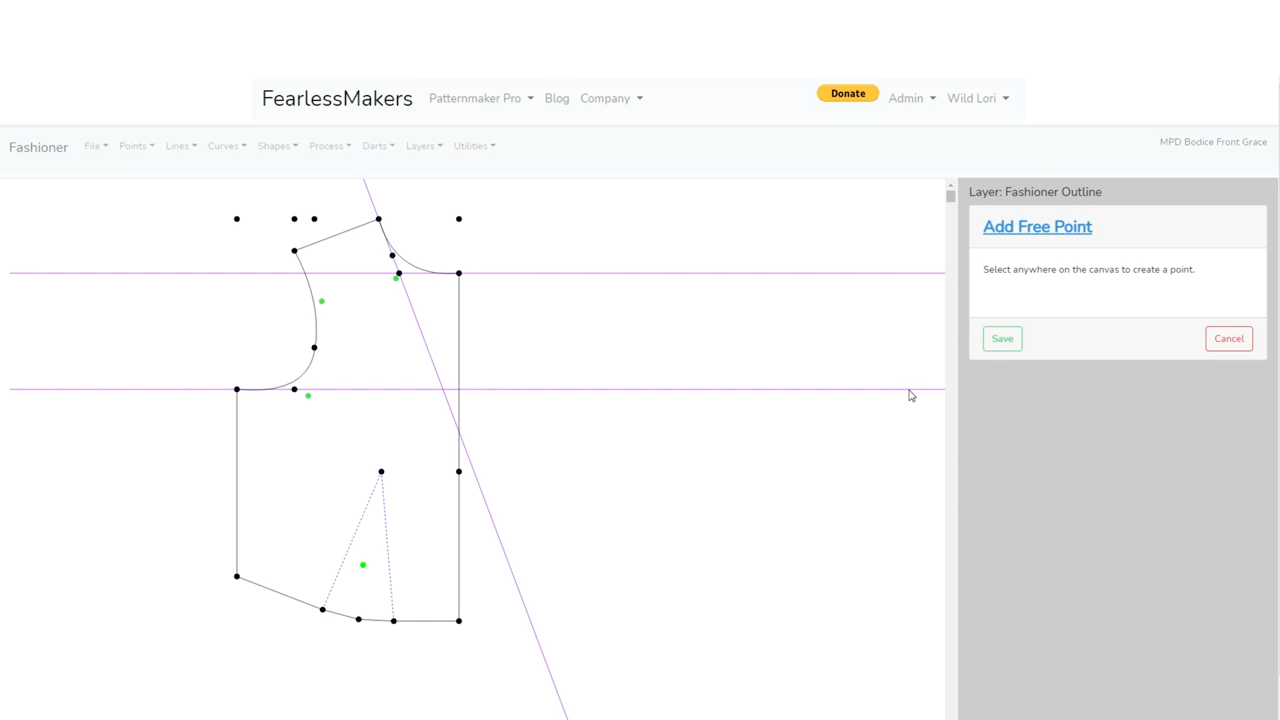 FearlessMakers Patternmaker Pro Blog Company Donate Admin Wild Lori
Fashioner File Points Lines Curves Shapes Process Darts Layers Utilities MPD Bodice Front Grace
Layer: Fashioner Outline
Add Free Point
Select anywhere on the canvas to create a point.
Save Cancel